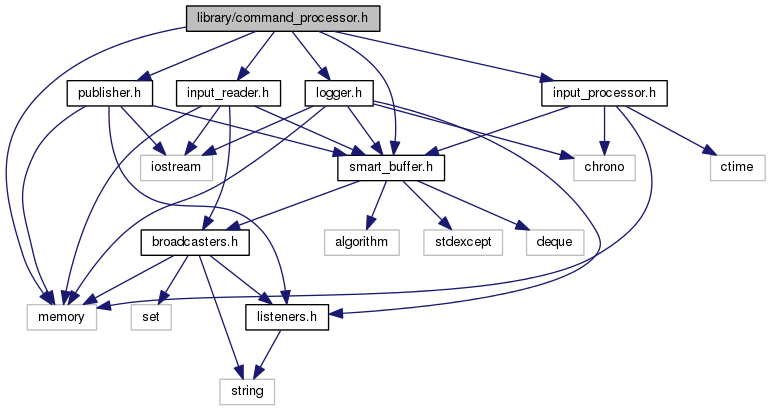 library/command_processor.h
publisher.h
input_reader.h
logger.h
input_processor.h
iostream
smart_buffer.h
chrono
ctime
broadcasters.h
algorithm
stdexcept
deque
memory
set
listeners.h
string